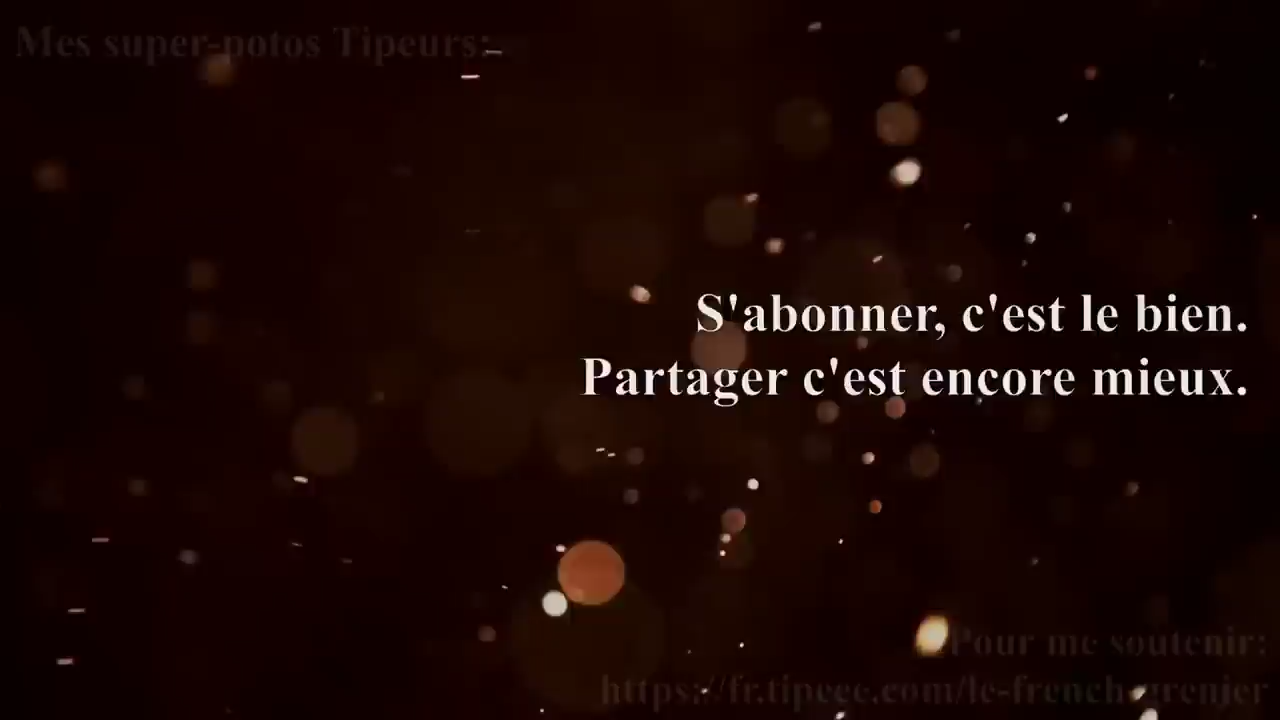 Mes super-potos Tipeurs:
S'abonner, c'est le bien.
Partager c'est encore mieux.
Pour me soutenir:
https://fr.tipeee.com/le-french-grenier